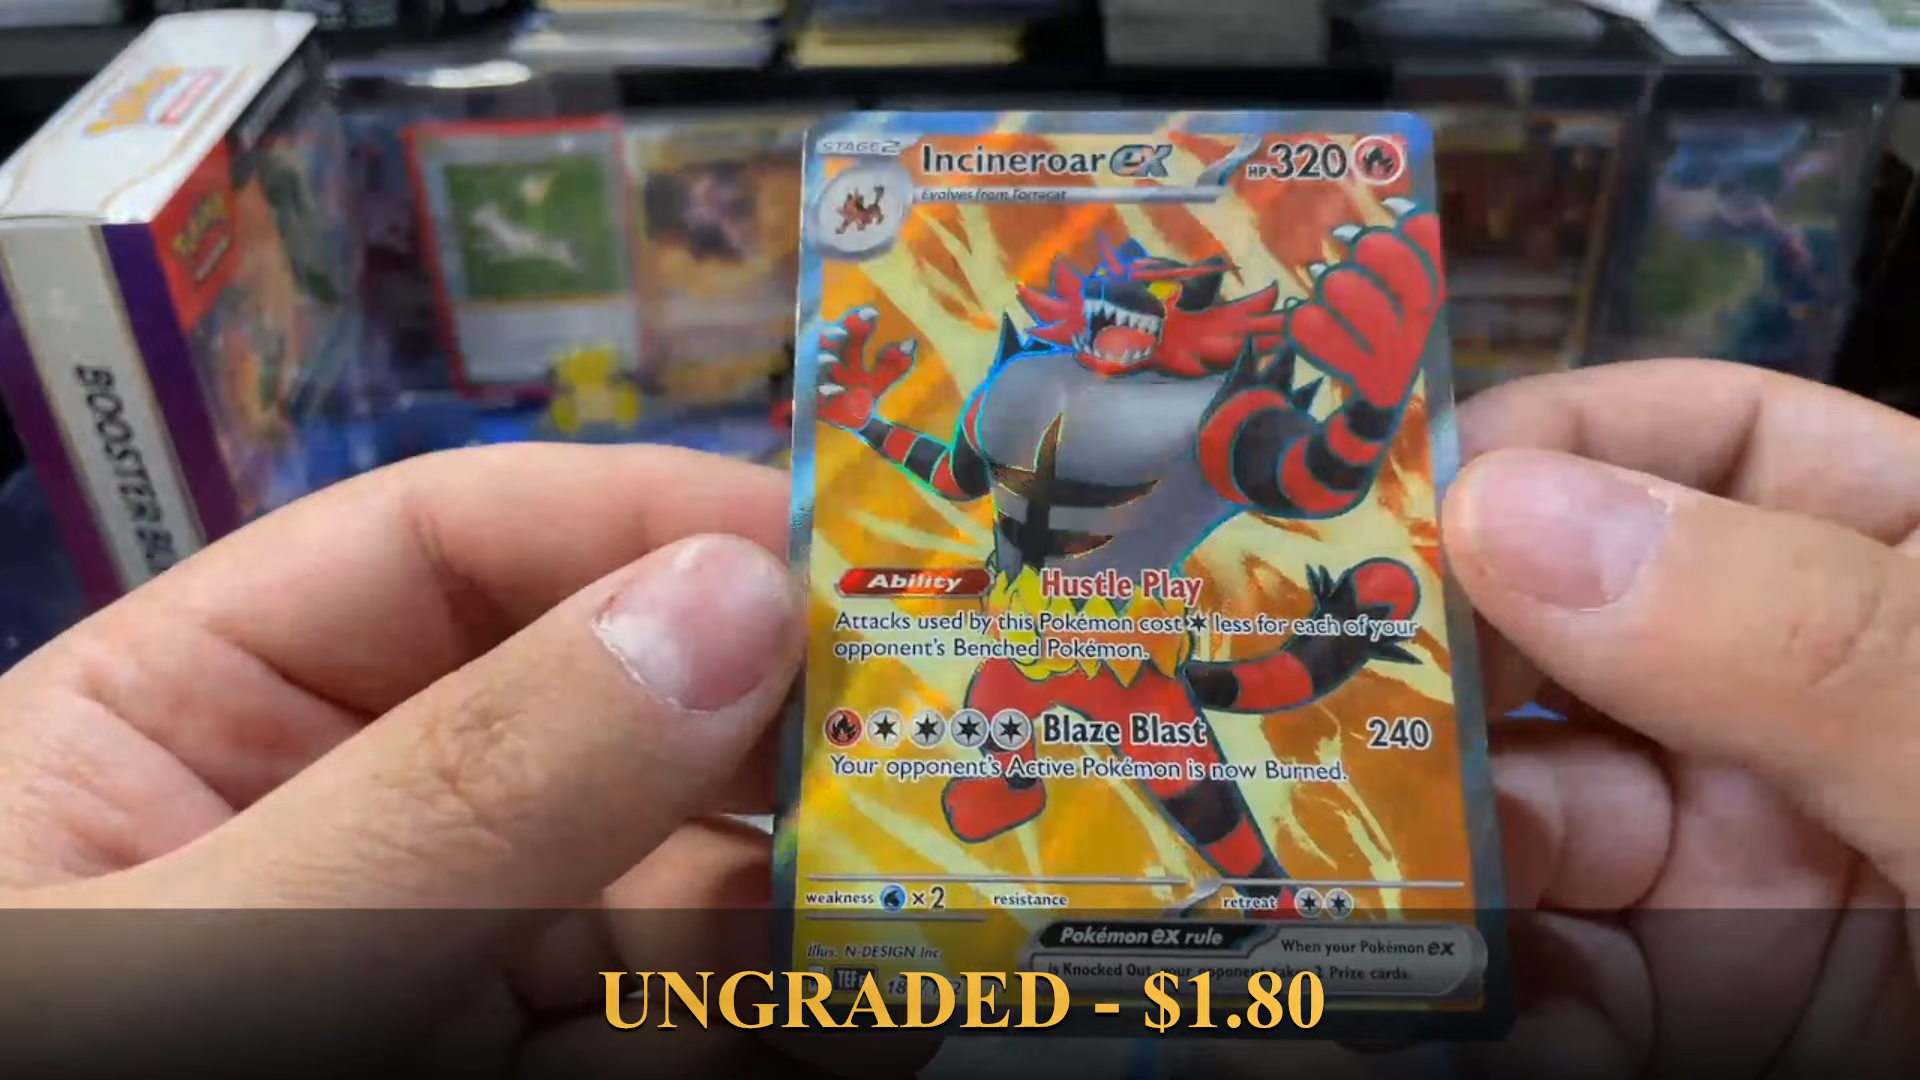 STAGE 2
Incineroar ex
HP 320
Evolves from Torracat
BOOSTER
Ability Hustle Play
Attacks used by this Pokémon cost less for each of your
opponent's Benched Pokémon.
Blaze Blast 240
Your opponent's Active Pokémon is now Burned.
weakness ×2 resistance retreat
Pokémon ex rule
When your Pokémon ex
is Knocked Out, your opponent takes 2 Prize cards.
Illus. N-DESIGN Inc.
TEF
UNGRADED - $1.80